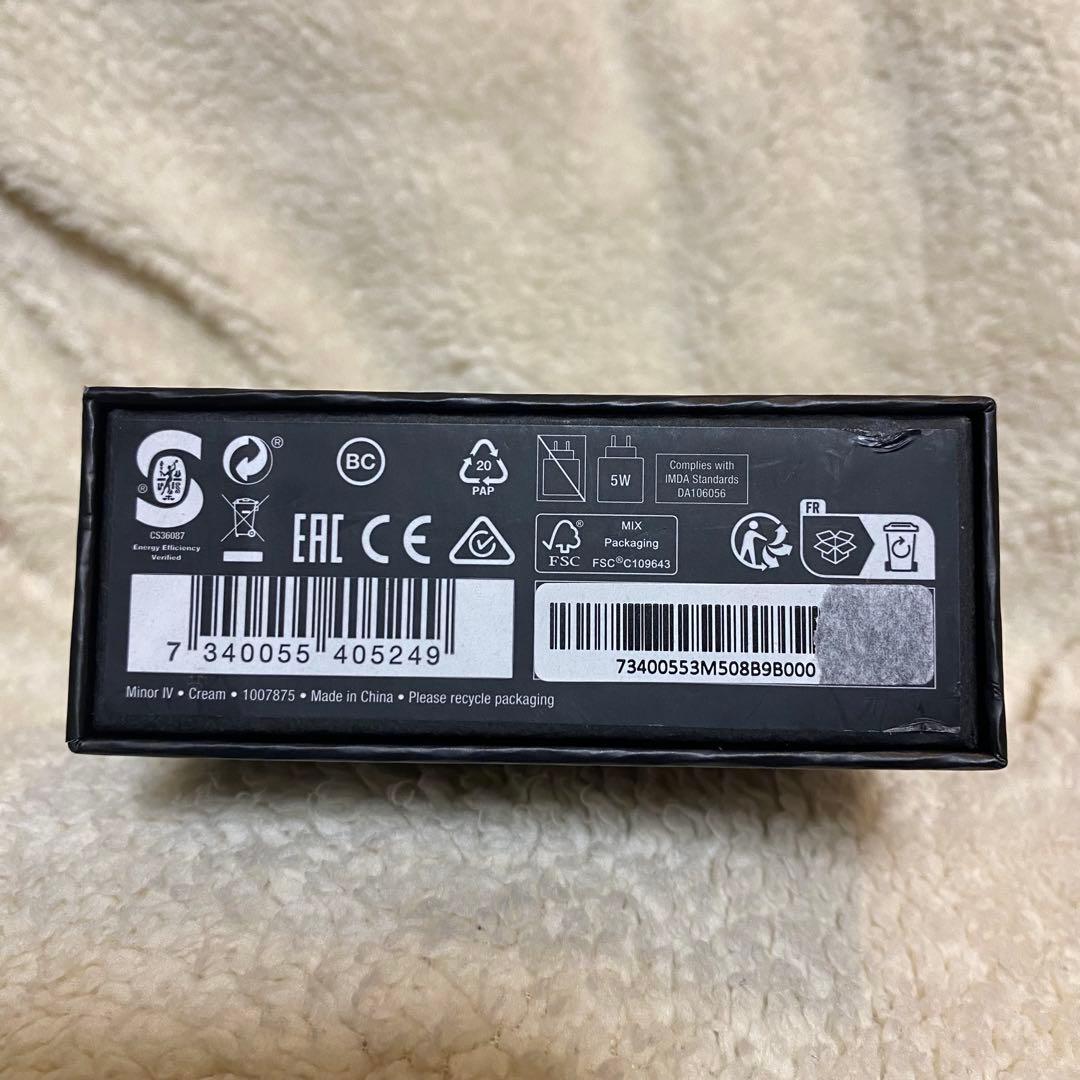 ®
CS36087
Energy Efficiency
Verified
®
BC
20
PAP
5W
Complies with
IMDA Standards
DA106056
EAC CE
FSC®
MIX
Packaging
FSC®C109643
FR
7 340055 405249
73400553M508B9B000
Minor IV • Cream • 1007875 • Made in China • Please recycle packaging